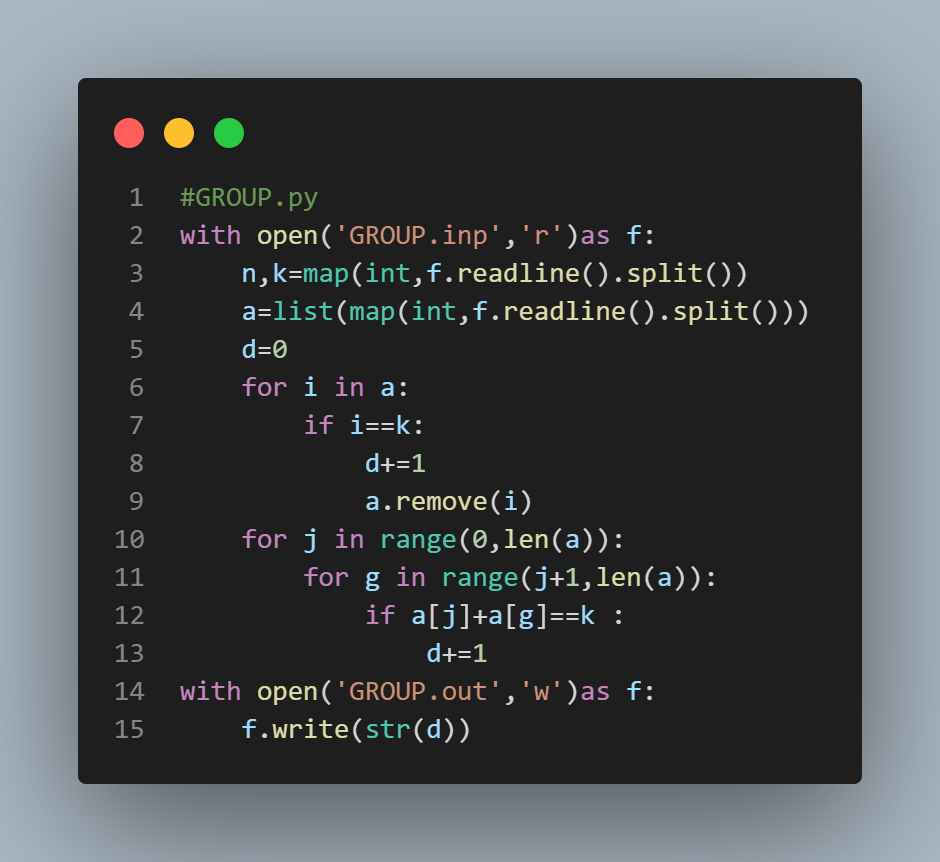 1 #GROUP.py
2 with open('GROUP.inp','r')as f:
3     n,k=map(int,f.readline().split())
4     a=list(map(int,f.readline().split()))
5     d=0
6     for i in a:
7         if i==k:
8             d+=1
9             a.remove(i)
10     for j in range(0,len(a)):
11         for g in range(j+1,len(a)):
12             if a[j]+a[g]==k :
13                 d+=1
14 with open('GROUP.out','w')as f:
15     f.write(str(d))